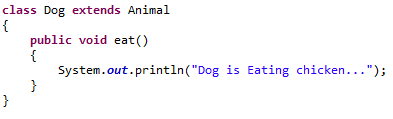 class Dog extends Animal
{
    public void eat()
    {
        System.out.println("Dog is Eating chicken...");
    }
}